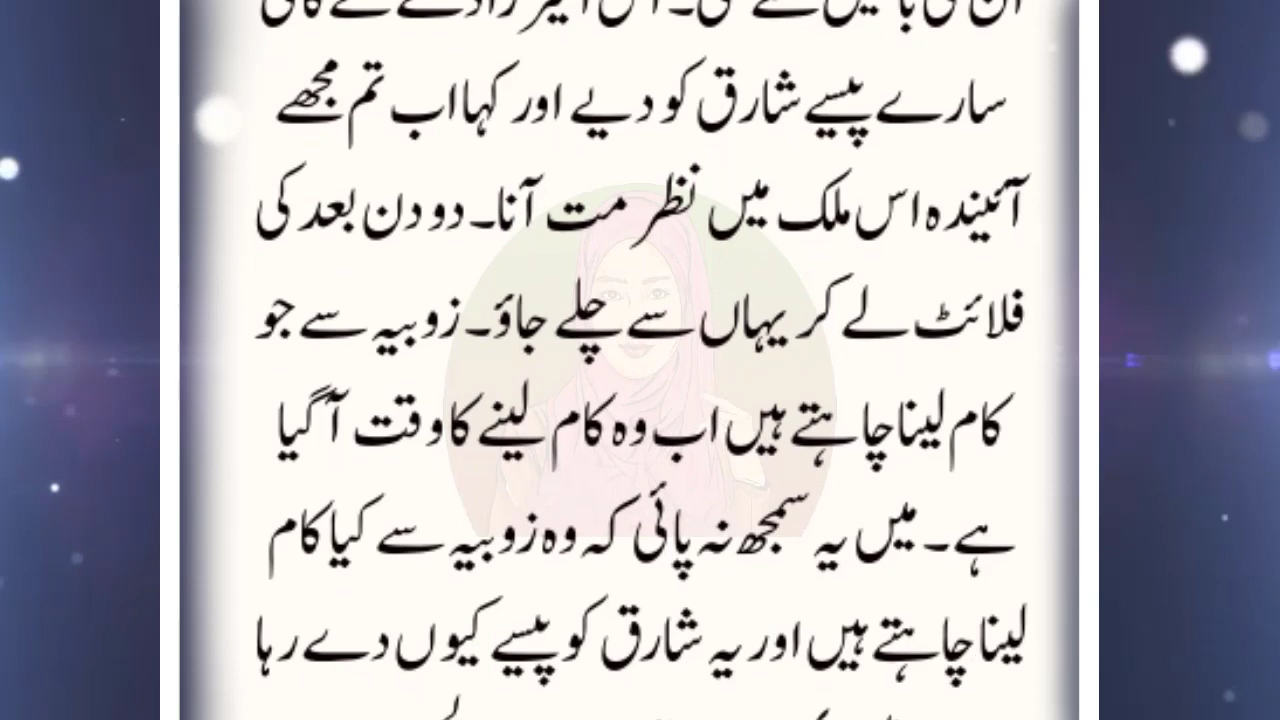 سارے پیسے شارق کو دیے اور کہا اب تم مجھے
آئیندہ اس ملک میں نظر مت آنا۔ دو دن بعد کی
فلائٹ لے کر یہاں سے چلے جاؤ۔ زوبیہ سے جو
کام لینا چاہتے ہیں اب وہ کام لینے کا وقت آ گیا
ہے۔ میں یہ سمجھ نہ پائی کہ وہ زوبیہ سے کیا کام
لینا چاہتے ہیں اور یہ شارق کو پیسے کیوں دے رہا